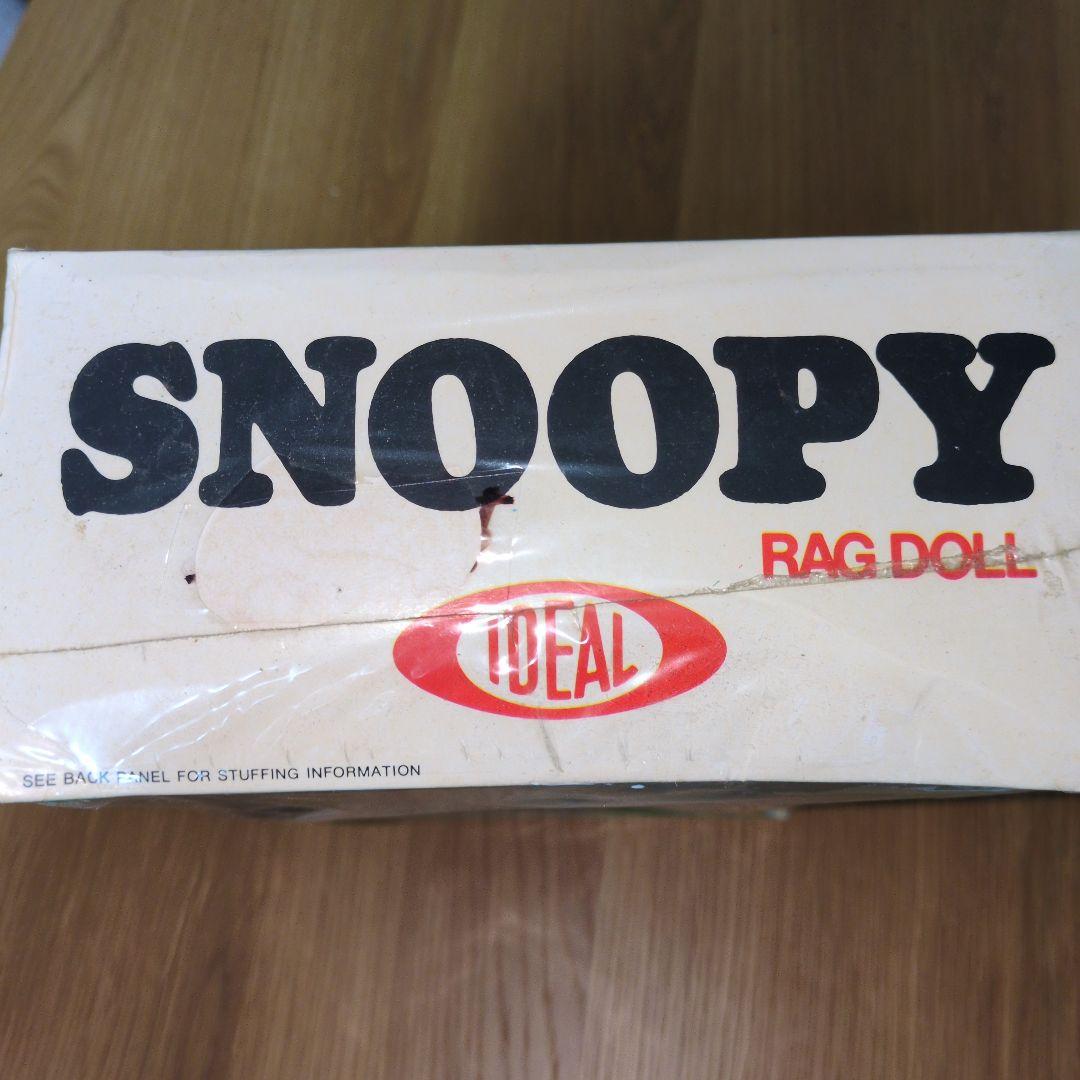 SNOOPY
RAG DOLL
IDEAL
SEE BACK PANEL FOR STUFFING INFORMATION